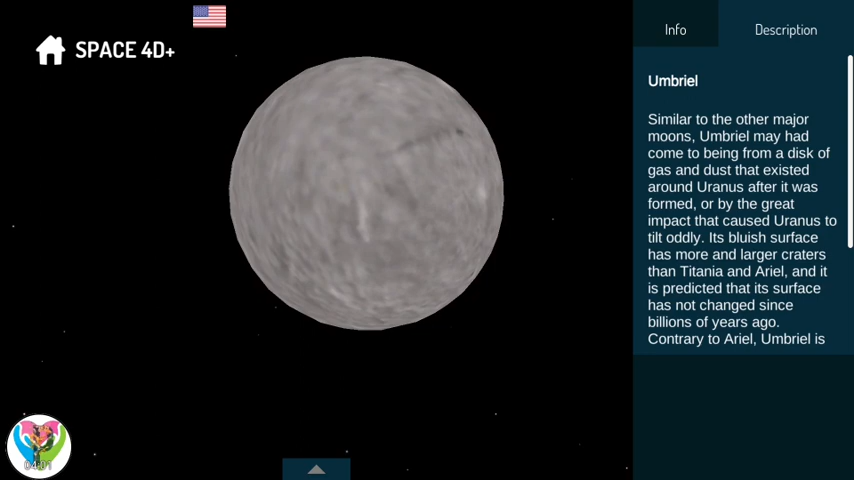 SPACE 4D+
Info
Description
Umbriel
Similar to the other major
moons, Umbriel may had
come to being from a disk of
gas and dust that existed
around Uranus after it was
formed, or by the great
impact that caused Uranus to
tilt oddly. Its bluish surface
has more and larger craters
than Titania and Ariel, and it
is predicted that its surface
has not changed since
billions of years ago.
Contrary to Ariel, Umbriel is
04:01